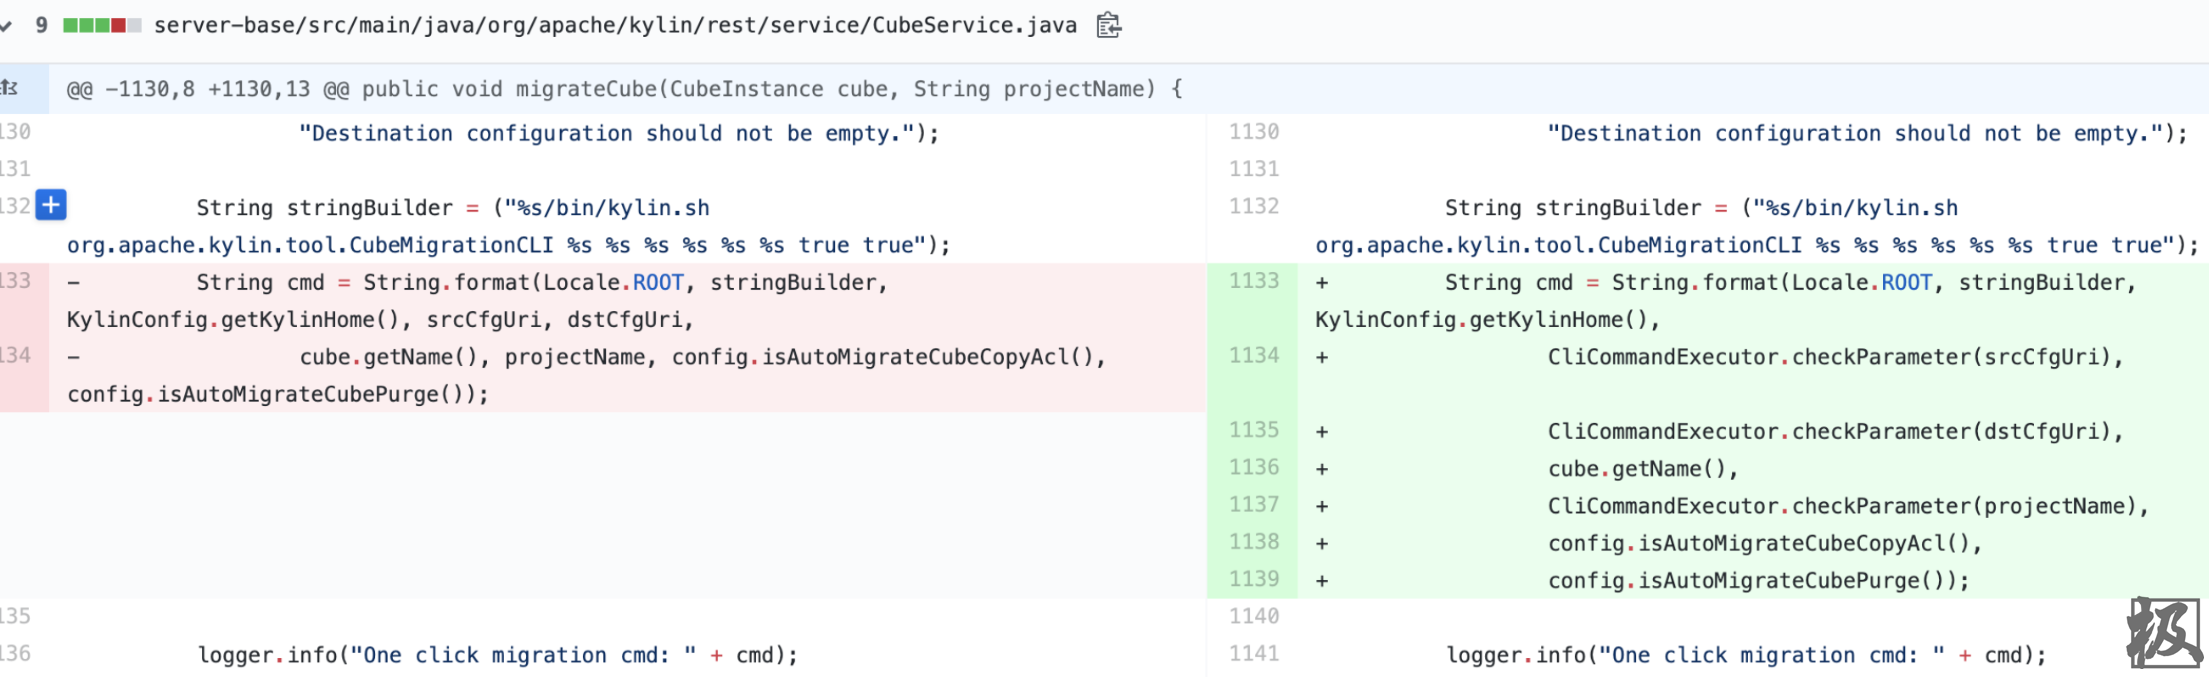 9 server-base/src/main/java/org/apache/kylin/rest/service/CubeService.java
@@ -1130,8 +1130,13 @@ public void migrateCube(CubeInstance cube, String projectName) {
130 "Destination configuration should not be empty.");
131
132 + String stringBuilder = ("%s/bin/kylin.sh
org.apache.kylin.tool.CubeMigrationCLI %s %s %s %s %s %s true true");
133 - String cmd = String.format(Locale.ROOT, stringBuilder,
KylinConfig.getKylinHome(), srcCfgUri, dstCfgUri,
134 - cube.getName(), projectName, config.isAutoMigrateCubeCopyAcl(),
config.isAutoMigrateCubePurge());
135
136 logger.info("One click migration cmd: " + cmd);
1130 "Destination configuration should not be empty.");
1131
1132 String stringBuilder = ("%s/bin/kylin.sh
org.apache.kylin.tool.CubeMigrationCLI %s %s %s %s %s %s true true");
1133 + String cmd = String.format(Locale.ROOT, stringBuilder,
KylinConfig.getKylinHome(),
1134 + CliCommandExecutor.checkParameter(srcCfgUri),
1135 + CliCommandExecutor.checkParameter(dstCfgUri),
1136 + cube.getName(),
1137 + CliCommandExecutor.checkParameter(projectName),
1138 + config.isAutoMigrateCubeCopyAcl(),
1139 + config.isAutoMigrateCubePurge());
1140
1141 logger.info("One click migration cmd: " + cmd);
极